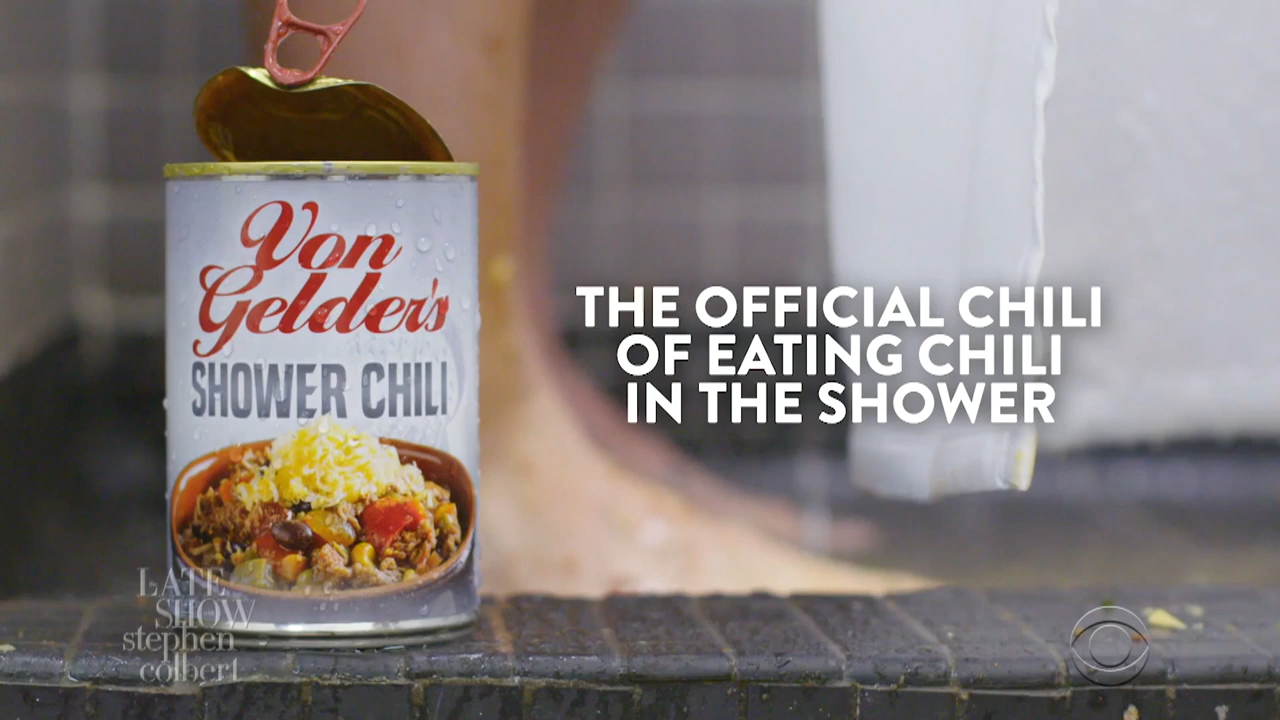 Von
Gelder's
SHOWER CHILI
THE OFFICIAL CHILI
OF EATING CHILI
IN THE SHOWER
LATE
SHOW
stephen
colbert